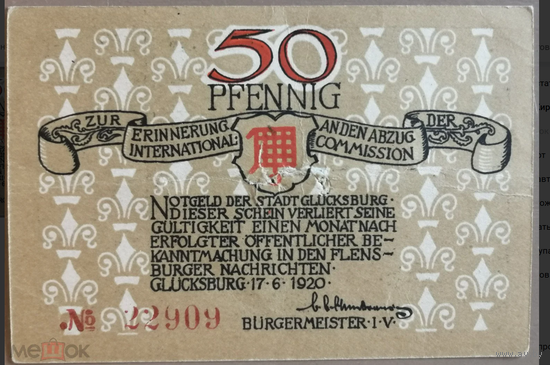 50
PFENNIG
ZUR ERINNERUNG AN DEN ABZUG DER
INTERNATIONAL· COMMISSION
NOTGELD DER STADT GLÜCKSBURG·
DIESER SCHEIN VERLIERT SEINE
GÜLTIGKEIT EINEN MONAT NACH
ERFOLGTER ÖFFENTLICHER BE-
KANNTMACHUNG IN DEN FLENS-
BURGER NACHRICHTEN·
GLÜCKSBURG·17·6·1920·
№ 22909
BÜRGERMEISTER·I·V·
мешок